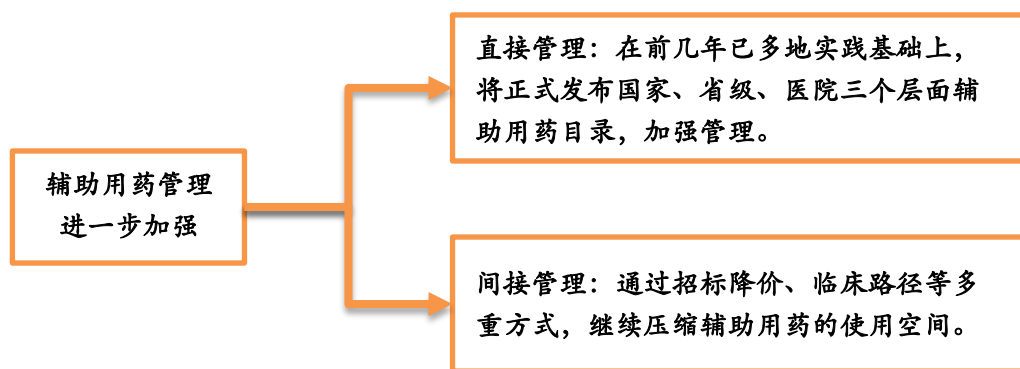 直接管理：在前几年已多地实践基础上，
将正式发布国家、省级、医院三个层面辅
助用药目录，加强管理。
辅助用药管理
进一步加强
间接管理：通过招标降价、临床路径等多
重方式，继续压缩辅助用药的使用空间。